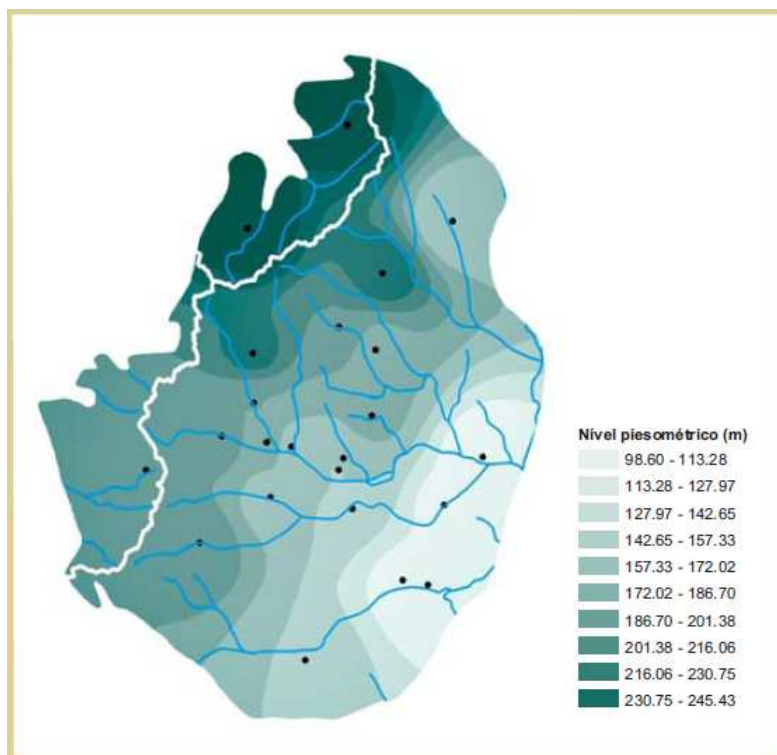 Nível piesométrico (m)
98.60 - 113.28
113.28 - 127.97
127.97 - 142.65
142.65 - 157.33
157.33 - 172.02
172.02 - 186.70
186.70 - 201.38
201.38 - 216.06
216.06 - 230.75
230.75 - 245.43